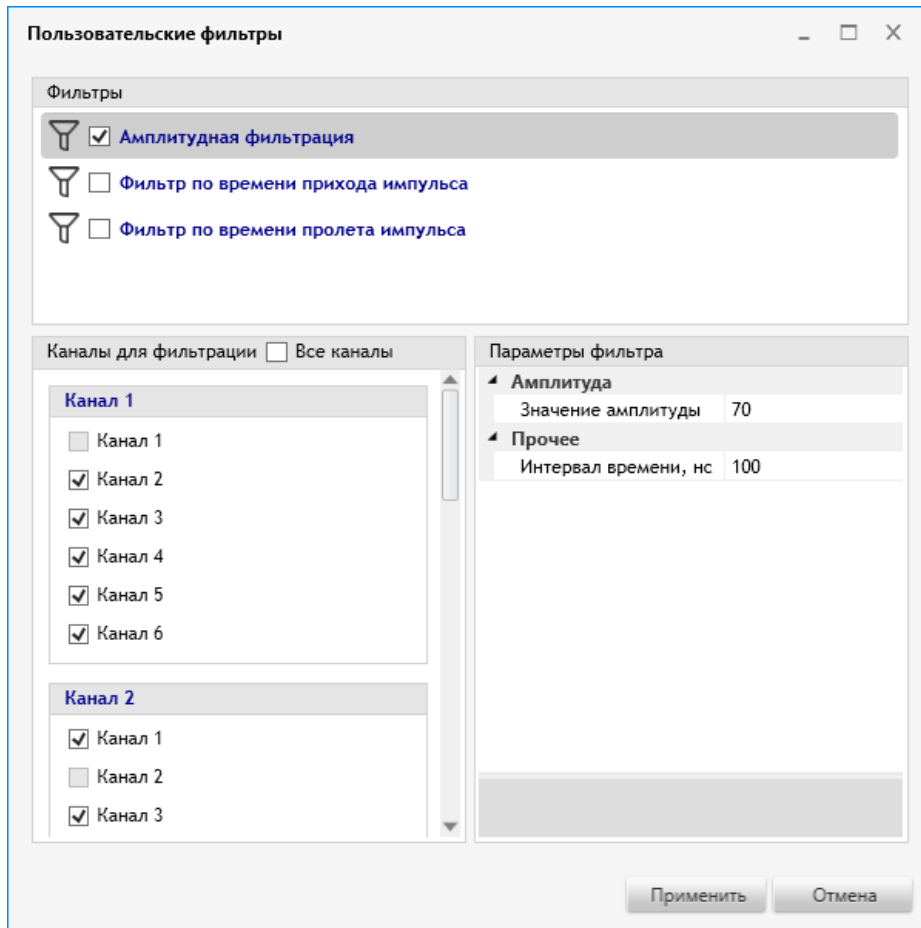 Пользовательские фильтры
Фильтры
Амплитудная фильтрация
Фильтр по времени прихода импульса
Фильтр по времени пролета импульса
Каналы для фильтрации Все каналы
Канал 1
Канал 1
Канал 2
Канал 3
Канал 4
Канал 5
Канал 6
Канал 2
Канал 1
Канал 2
Канал 3
Параметры фильтра
Амплитуда
Значение амплитуды 70
Прочее
Интервал времени, нс 100
Применить Отмена